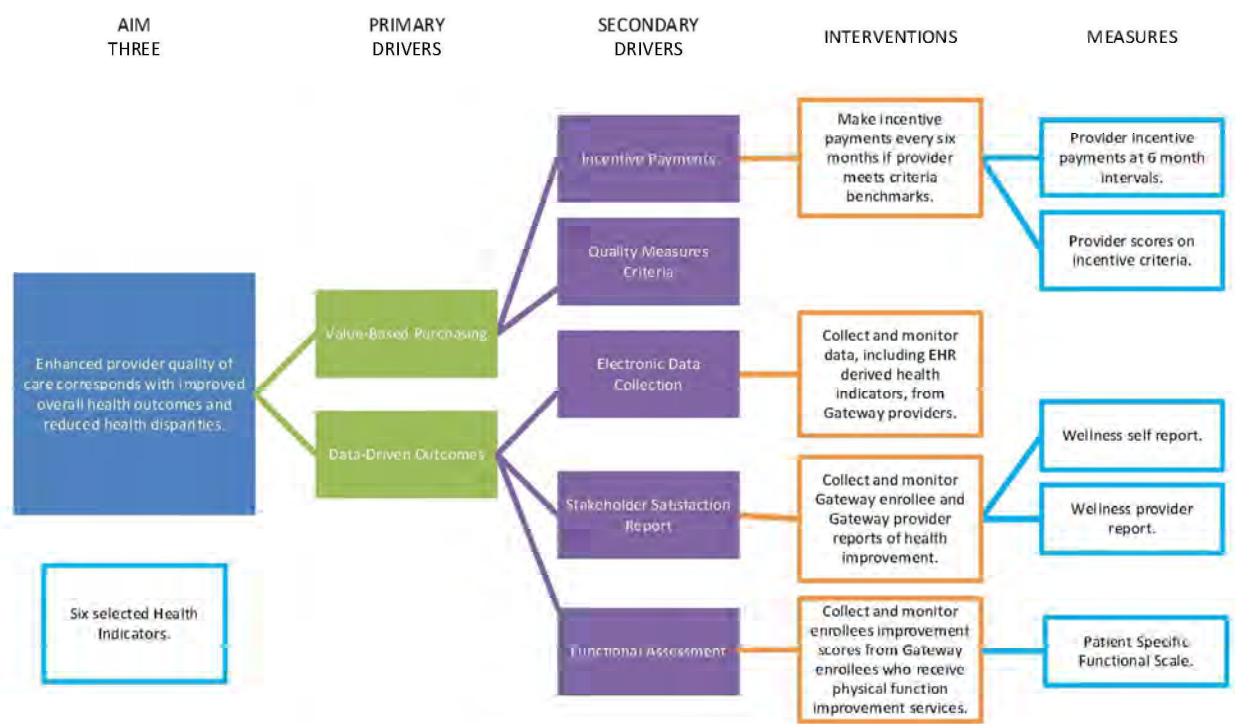 AIM
THREE
PRIMARY
DRIVERS
SECONDARY
DRIVERS
INTERVENTIONS
MEASURES
Enhanced provider quality of
care corresponds with improved
overall health outcomes and
reduced health disparities.
Six selected Health
Indicators.
Value-Based Purchasing
Data-Driven Outcomes
Incentive Payments
Quality Measures
Criteria
Electronic Data
Collection
Stakeholder Satisfaction
Report
Functional Assessment
Make incentive
payments every six
months if provider
meets criteria
benchmarks.
Collect and monitor
data, including EHR
derived health
indicators, from
Gateway providers.
Collect and monitor
Gateway enrollee and
Gateway provider
reports of health
improvement.
Collect and monitor
enrollees improvement
scores from Gateway
enrollees who receive
physical function
improvement services.
Provider incentive
payments at 6 month
intervals.
Provider scores on
incentive criteria.
Wellness self report.
Wellness provider
report.
Patient Specific
Functional Scale.